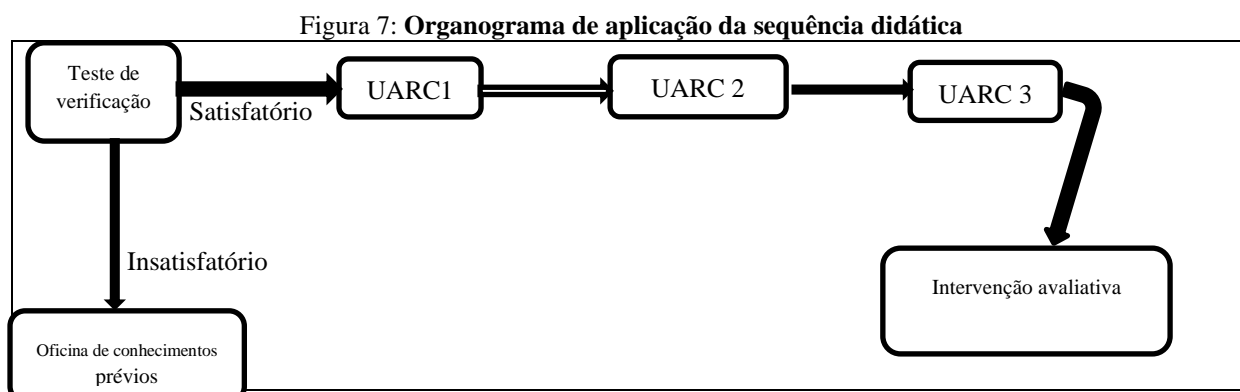 Figura 7: Organograma de aplicação da sequência didática
Teste de
verificação
Satisfatório
UARC1
UARC 2
UARC 3
Insatisfatório
Intervenção avaliativa
Oficina de conhecimentos
prévios